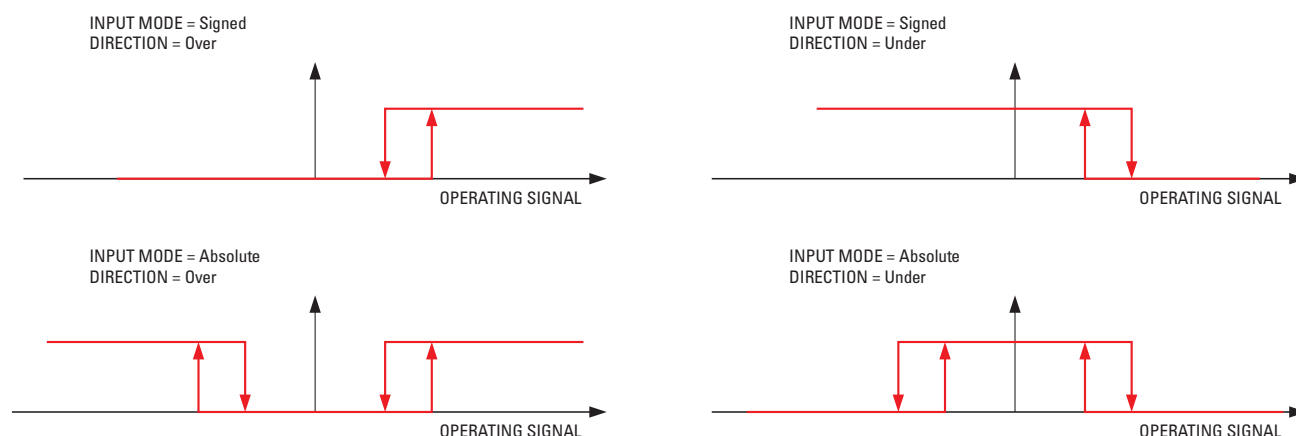 INPUT MODE = Signed
DIRECTION = Over
OPERATING SIGNAL
INPUT MODE = Signed
DIRECTION = Under
OPERATING SIGNAL
INPUT MODE = Absolute
DIRECTION = Over
OPERATING SIGNAL
INPUT MODE = Absolute
DIRECTION = Under
OPERATING SIGNAL